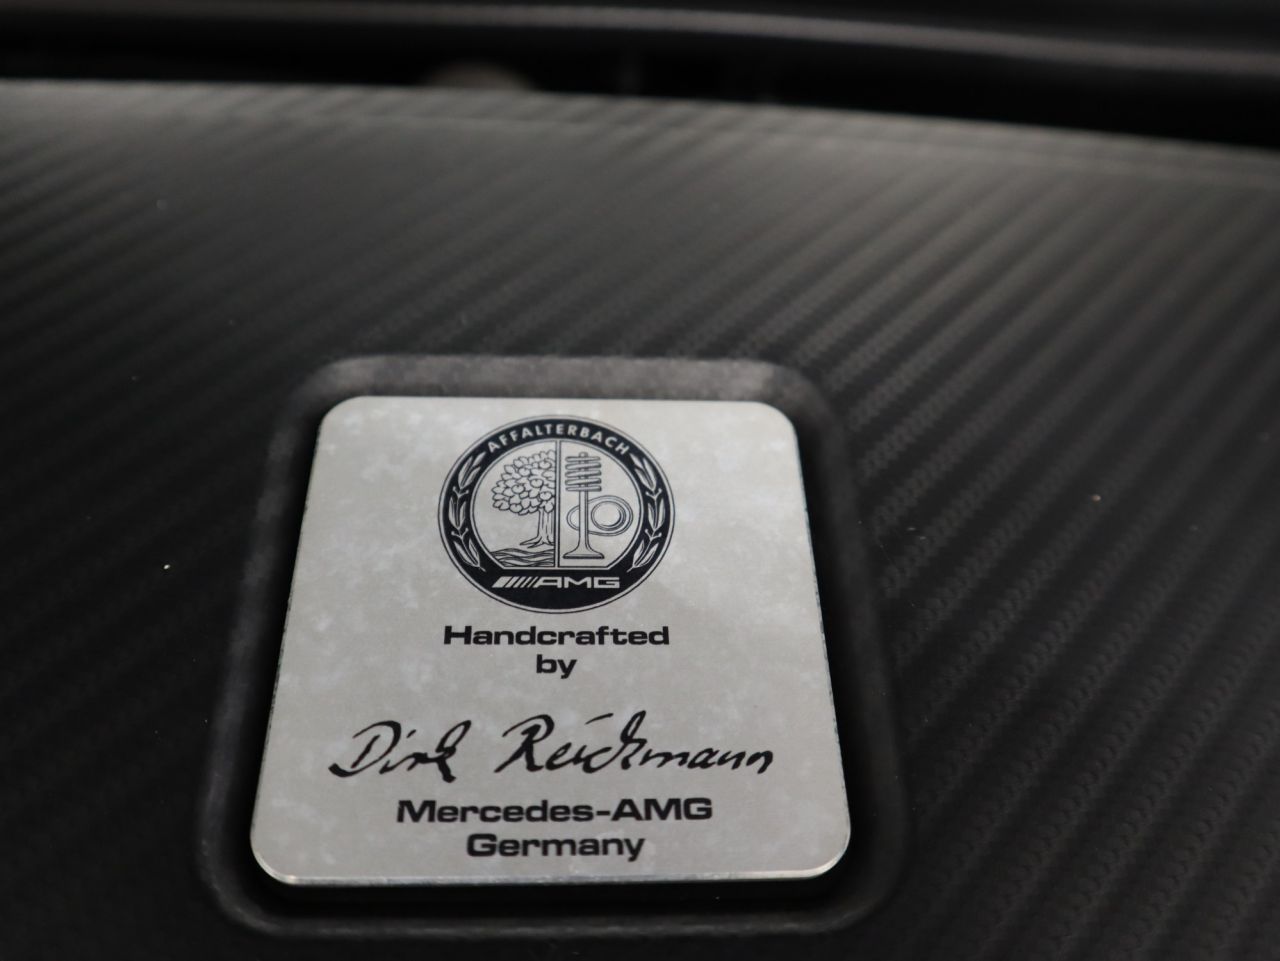 AFFALTERBACH
AMG
Handcrafted
by
Dirk Reichmann
Mercedes-AMG
Germany